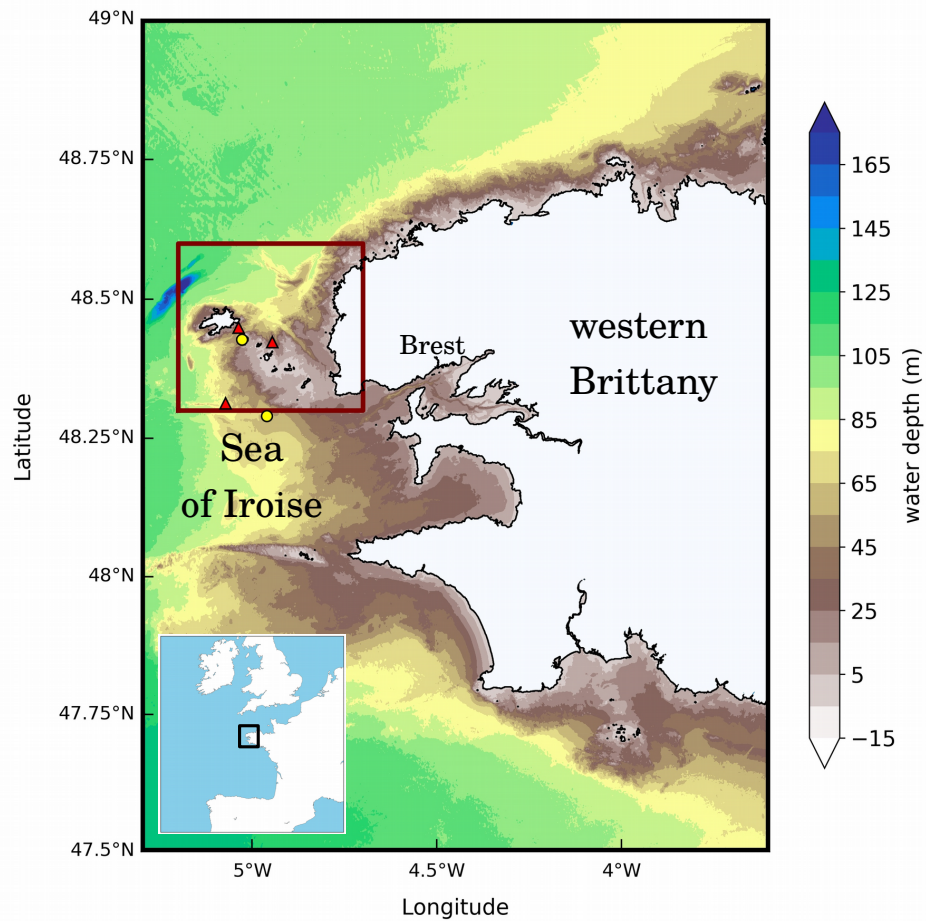 49°N
48.75°N
48.5°N
48.25°N
48°N
47.75°N
47.5°N
Latitude
western
Brittany
Brest
Sea
of Iroise
5°W
4.5°W
4°W
Longitude
165
145
125
105
85
65
45
25
5
−15
water depth (m)